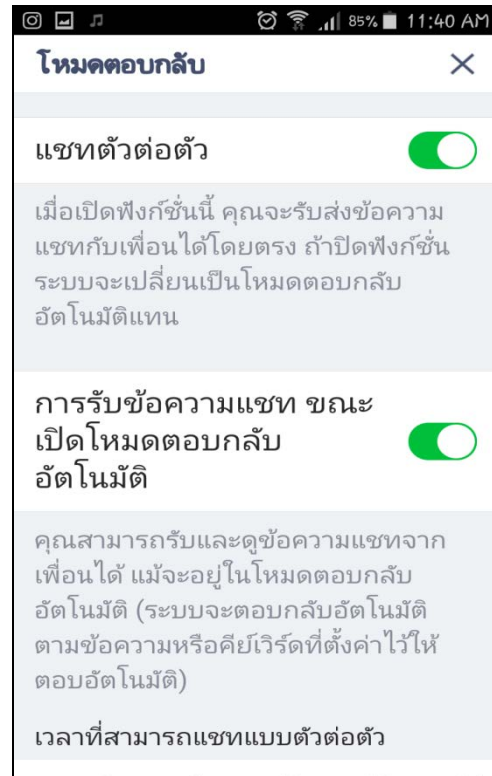 85% 11:40 AM
โหมดตอบกลับ
แชทตัวต่อตัว
เมื่อเปิดฟังก์ชั่นนี้ คุณจะรับส่งข้อความ
แชทกับเพื่อนได้โดยตรง ถ้าปิดฟังก์ชั่น
ระบบจะเปลี่ยนเป็นโหมดตอบกลับ
อัตโนมัติแทน
การรับข้อความแชท ขณะ
เปิดโหมดตอบกลับ
อัตโนมัติ
คุณสามารถรับและดูข้อความแชทจาก
เพื่อนได้ แม้จะอยู่ในโหมดตอบกลับ
อัตโนมัติ (ระบบจะตอบกลับอัตโนมัติ
ตามข้อความหรือคีย์เวิร์ดที่ตั้งค่าไว้ให้
ตอบอัตโนมัติ)
เวลาที่สามารถแชทแบบตัวต่อตัว